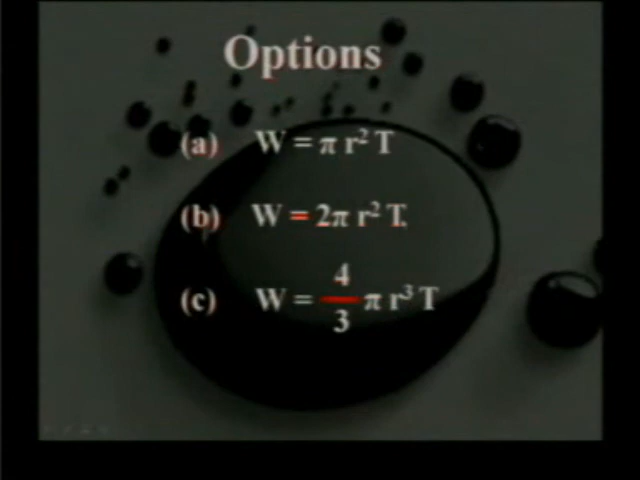 Options
(a) W = π r² T
(b) W = 2π r² T.
(c) W = 4/3 π r³ T